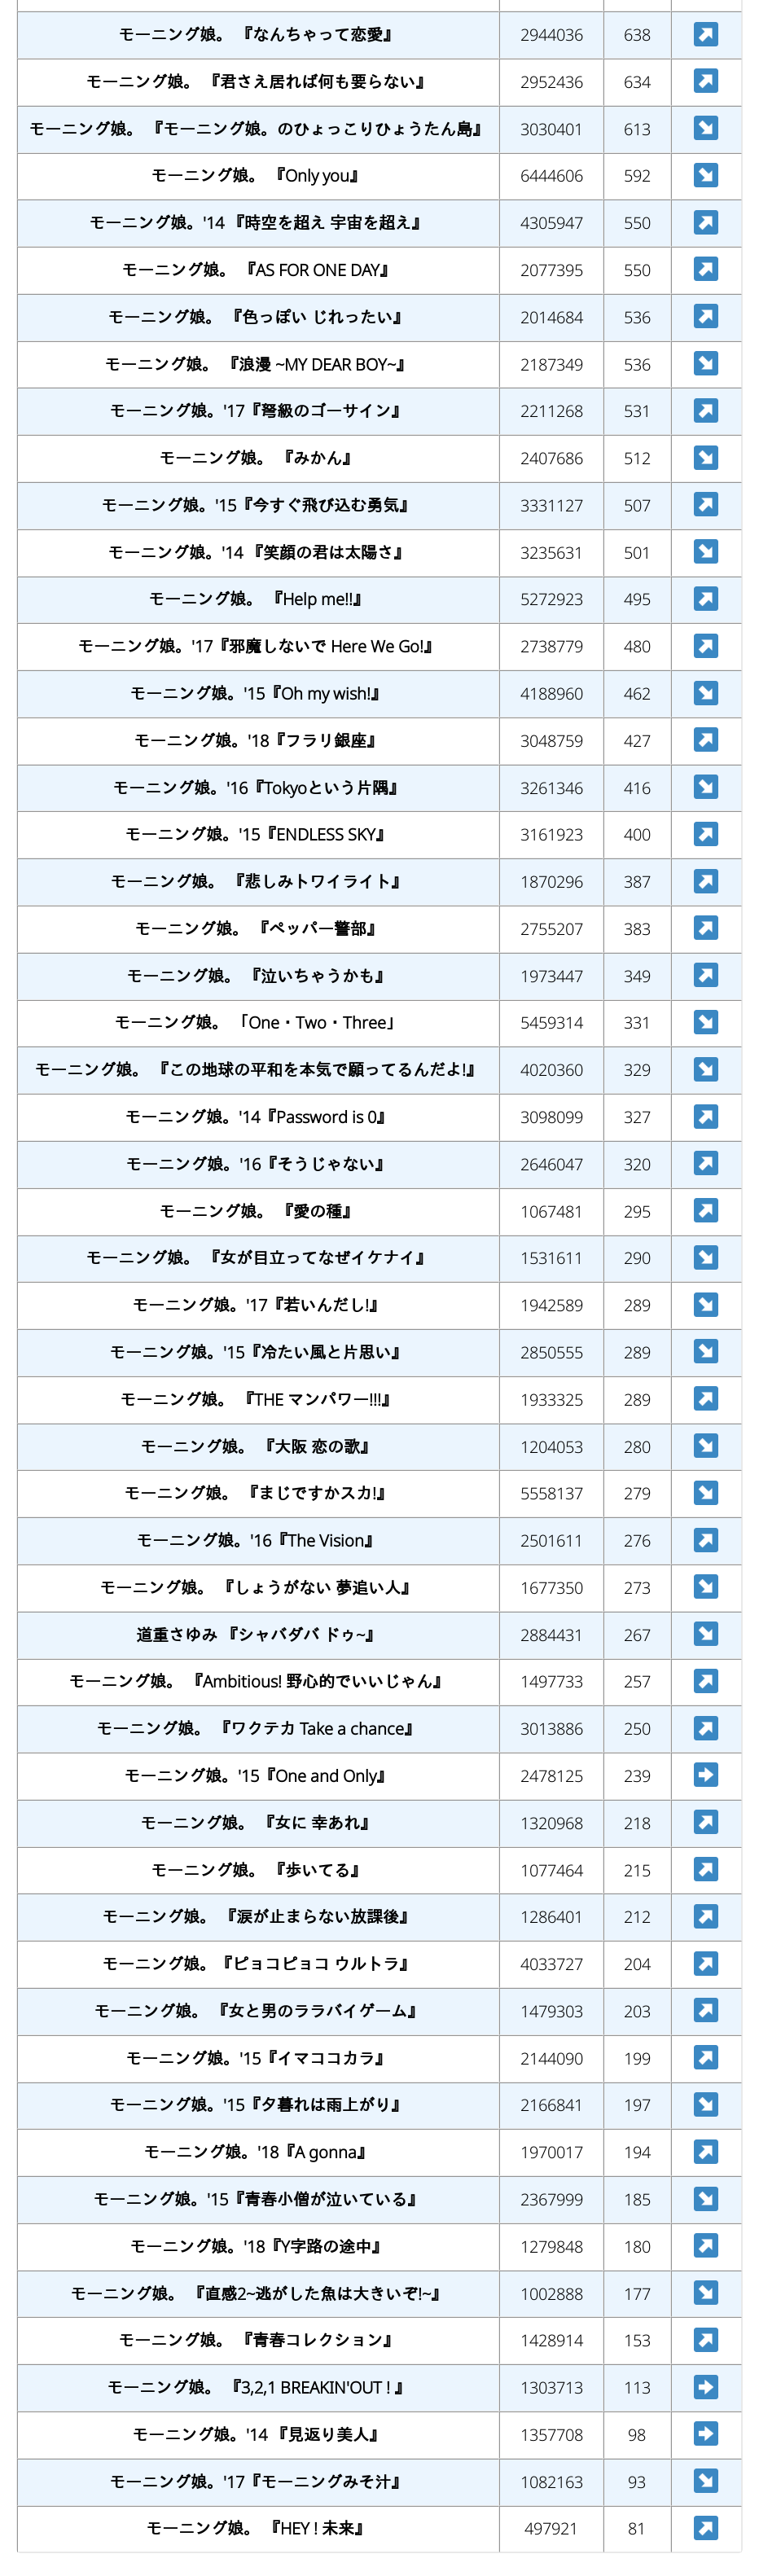 モーニング娘。 『なんちゃって恋愛』 2944036 638 ↗
モーニング娘。 『君さえ居れば何も要らない』 2952436 634 ↗
モーニング娘。 『モーニング娘。のひょっこりひょうたん島』 3030401 613 ↘
モーニング娘。 『Only you』 6444606 592 ↘
モーニング娘。'14 『時空を超え 宇宙を超え』 4305947 550 ↗
モーニング娘。 『AS FOR ONE DAY』 2077395 550 ↗
モーニング娘。 『色っぽい じれったい』 2014684 536 ↗
モーニング娘。 『浪漫 ~MY DEAR BOY~』 2187349 536 ↘
モーニング娘。'17『弩級のゴーサイン』 2211268 531 ↗
モーニング娘。 『みかん』 2407686 512 ↘
モーニング娘。'15『今すぐ飛び込む勇気』 3331127 507 ↗
モーニング娘。'14 『笑顔の君は太陽さ』 3235631 501 ↘
モーニング娘。 『Help me!!』 5272923 495 ↗
モーニング娘。'17『邪魔しないで Here We Go!』 2738779 480 ↗
モーニング娘。'15『Oh my wish!』 4188960 462 ↘
モーニング娘。'18『フラリ銀座』 3048759 427 ↗
モーニング娘。'16『Tokyoという片隅』 3261346 416 ↘
モーニング娘。'15『ENDLESS SKY』 3161923 400 ↗
モーニング娘。 『悲しみトワイライト』 1870296 387 ↗
モーニング娘。 『ペッパー警部』 2755207 383 ↗
モーニング娘。 『泣いちゃうかも』 1973447 349 ↗
モーニング娘。 「One・Two・Three」 5459314 331 ↘
モーニング娘。 『この地球の平和を本気で願ってるんだよ!』 4020360 329 ↘
モーニング娘。'14『Password is 0』 3098099 327 ↗
モーニング娘。'16『そうじゃない』 2646047 320 ↗
モーニング娘。 『愛の種』 1067481 295 ↗
モーニング娘。 『女が目立ってなぜイケナイ』 1531611 290 ↘
モーニング娘。'17『若いんだし!』 1942589 289 ↘
モーニング娘。'15『冷たい風と片思い』 2850555 289 ↘
モーニング娘。 『THE マンパワー!!!』 1933325 289 ↗
モーニング娘。 『大阪 恋の歌』 1204053 280 ↘
モーニング娘。 『まじですかスカ!』 5558137 279 ↘
モーニング娘。'16『The Vision』 2501611 276 ↗
モーニング娘。 『しょうがない 夢追い人』 1677350 273 ↘
道重さゆみ 『シャバダバ ドゥ~』 2884431 267 ↘
モーニング娘。 『Ambitious! 野心的でいいじゃん』 1497733 257 ↗
モーニング娘。 『ワクテカ Take a chance』 3013886 250 ↗
モーニング娘。'15『One and Only』 2478125 239 ➡
モーニング娘。 『女に 幸あれ』 1320968 218 ↗
モーニング娘。 『歩いてる』 1077464 215 ↗
モーニング娘。 『涙が止まらない放課後』 1286401 212 ↗
モーニング娘。『ピョコピョコ ウルトラ』 4033727 204 ↗
モーニング娘。 『女と男のララバイゲーム』 1479303 203 ↗
モーニング娘。'15『イマココカラ』 2144090 199 ↗
モーニング娘。'15『夕暮れは雨上がり』 2166841 197 ↘
モーニング娘。'18『A gonna』 1970017 194 ↗
モーニング娘。'15『青春小僧が泣いている』 2367999 185 ↘
モーニング娘。'18『Y字路の途中』 1279848 180 ↗
モーニング娘。 『直感2~逃がした魚は大きいぞ!~』 1002888 177 ↘
モーニング娘。 『青春コレクション』 1428914 153 ↗
モーニング娘。 『3,2,1 BREAKIN'OUT ! 』 1303713 113 ➡
モーニング娘。'14 『見返り美人』 1357708 98 ➡
モーニング娘。'17『モーニングみそ汁』 1082163 93 ↘
モーニング娘。 『HEY ! 未来』 497921 81 ↗